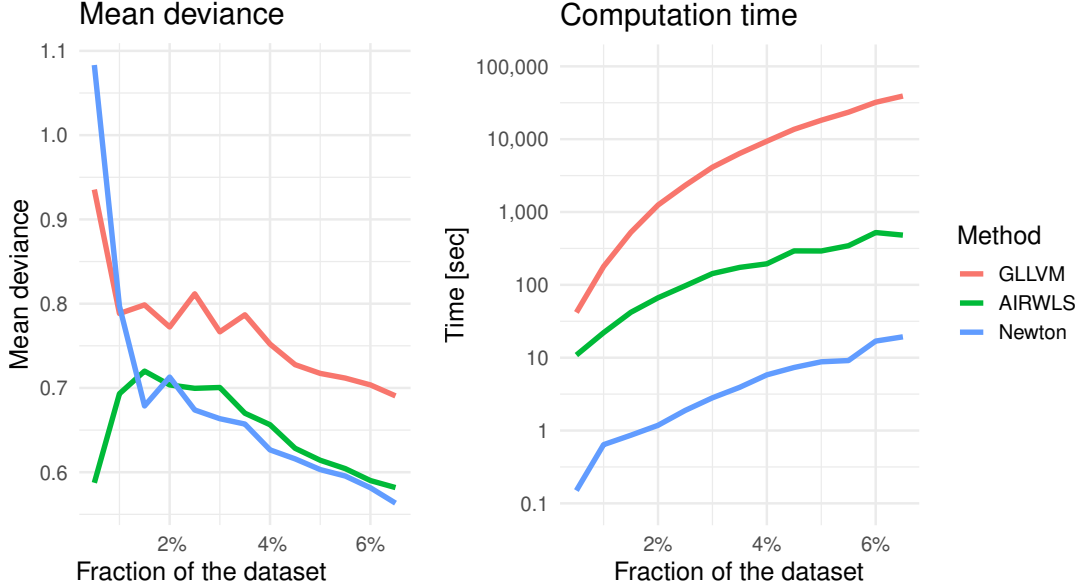 Mean deviance
Mean deviance
1.1
1.0
0.9
0.8
0.7
0.6
2%
4%
6%
Fraction of the dataset
Computation time
Time [sec]
100,000
10,000
1,000
100
10
1
0.1
2%
4%
6%
Fraction of the dataset
Method
GLLVM
AIRWLS
Newton